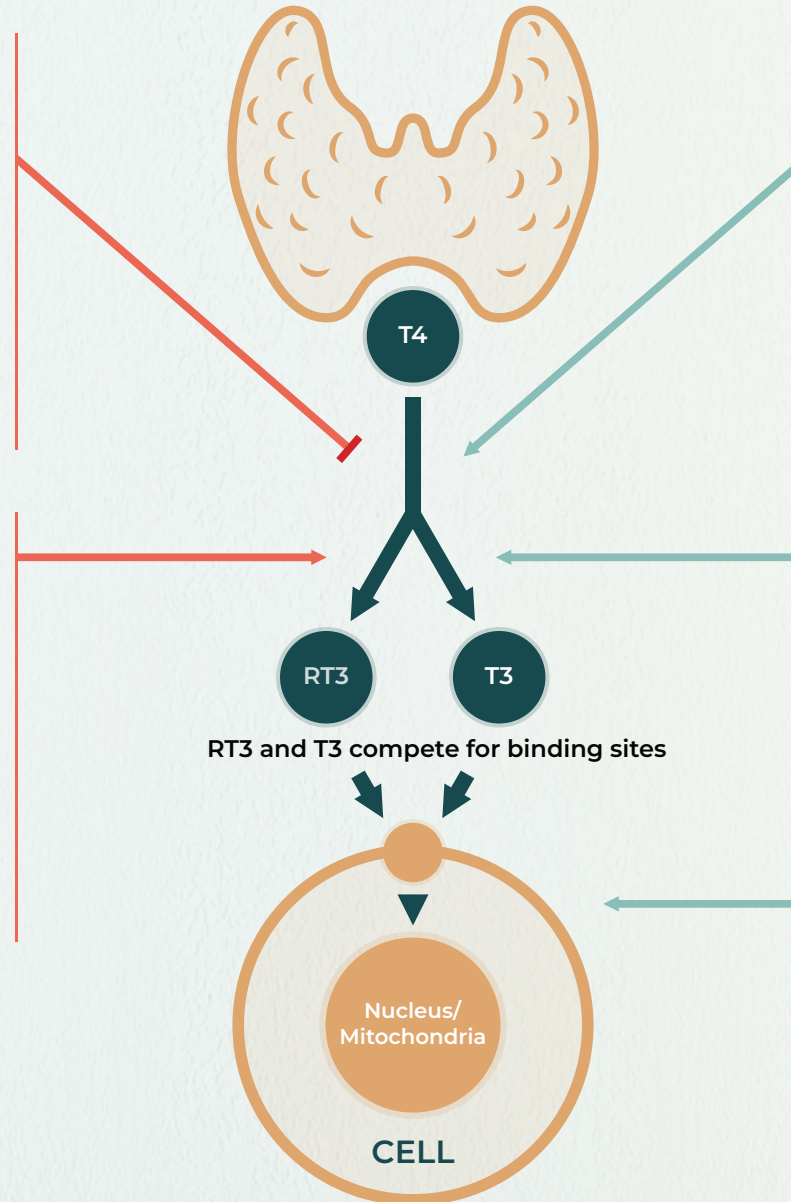 T4
RT3
T3
RT3 and T3 compete for binding sites
Nucleus/
Mitochondria
CELL